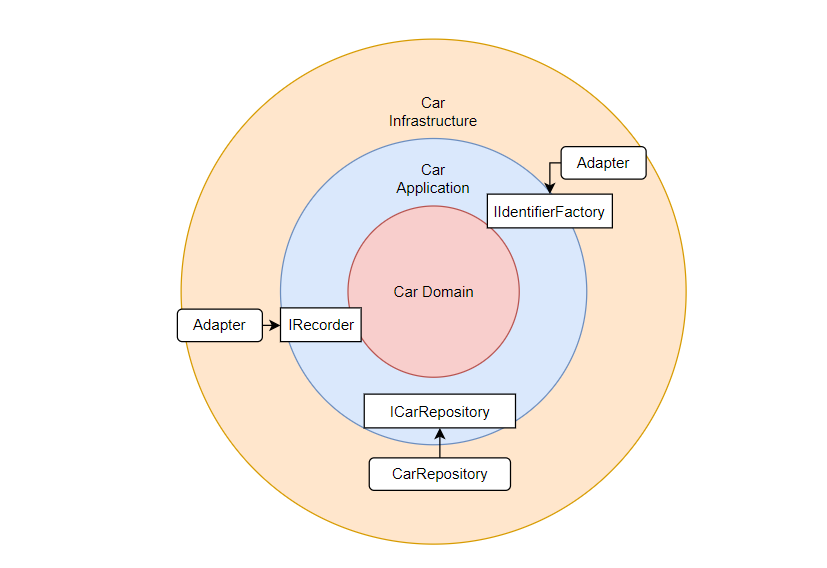 Car
Infrastructure
Car
Application
Adapter
IIdentifierFactory
Car Domain
Adapter
IRecorder
ICarRepository
CarRepository